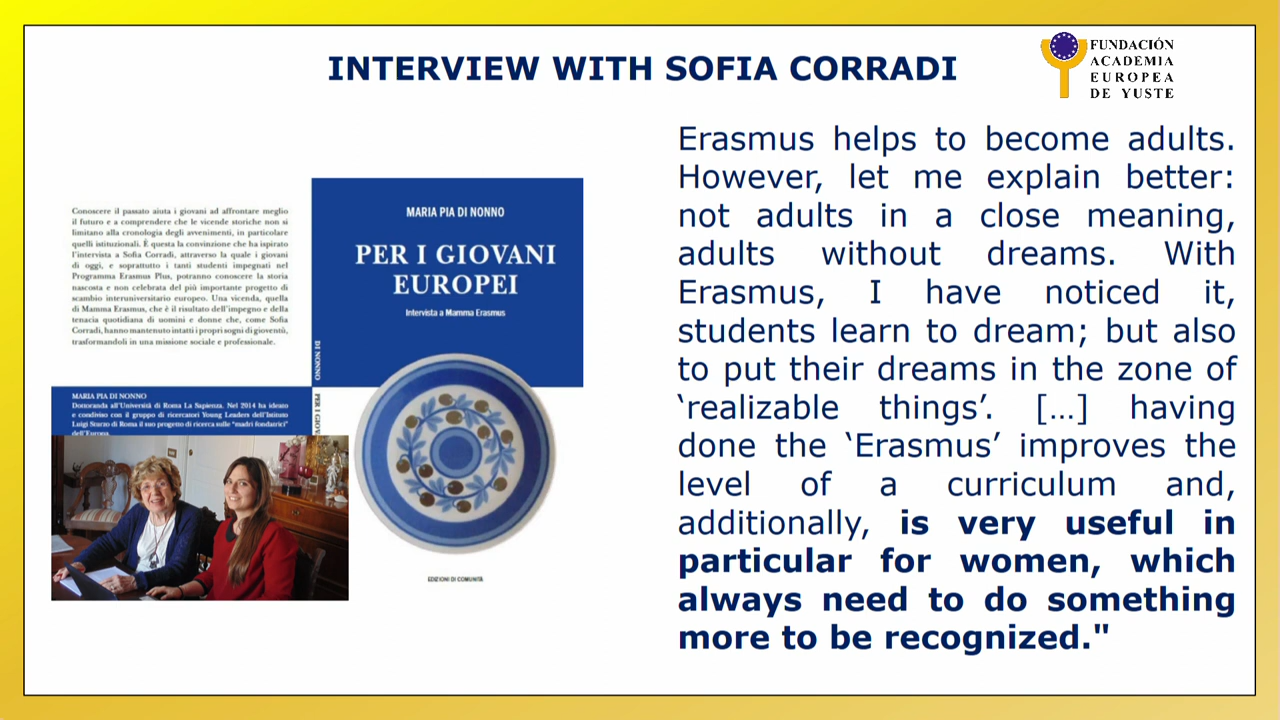 INTERVIEW WITH SOFIA CORRADI
FUNDACIÓN
ACADEMIA
EUROPEA
DE YUSTE
Conoscere il passato aiuta i giovani ad affrontare meglio
il futuro e a comprendere che le vicende storiche non si
limitano alla cronologia degli avvenimenti, in particolare
quelli istituzionali. È questa la convinzione che ha ispirato
l'intervista a Sofia Corradi, attraverso la quale i giovani
di oggi, e soprattutto i tanti studenti impegnati nel
Programma Erasmus Plus, potranno conoscere la storia
nascosta e non celebrata del più importante progetto di
scambio interuniversitario europeo. Una vicenda, quella
di Mamma Erasmus, che è il risultato dell'impegno e della
tenacia quotidiana di uomini e donne che, come Sofia
Corradi, hanno mantenuto intatti i propri sogni di gioventù,
trasformandoli in una missione sociale e professionale.
MARIA PIA DI NONNO
Dottoranda all'Università di Roma La Sapienza. Nel 2014 ha ideato
e condiviso con il gruppo di ricercatori Young Leaders dell'Istituto
Luigi Sturzo di Roma il suo progetto di ricerca sulle "madri fondatrici"
dell'Europa.
DI NONNO
PER I GIOV
MARIA PIA DI NONNO
PER I GIOVANI
EUROPEI
Intervista a Mamma Erasmus
EDIZIONI DI COMUNITÀ
Erasmus helps to become adults.
However, let me explain better:
not adults in a close meaning,
adults without dreams. With
Erasmus, I have noticed it,
students learn to dream; but also
to put their dreams in the zone of
‘realizable things’. […] having
done the ‘Erasmus’ improves the
level of a curriculum and,
additionally, is very useful in
particular for women, which
always need to do something
more to be recognized."